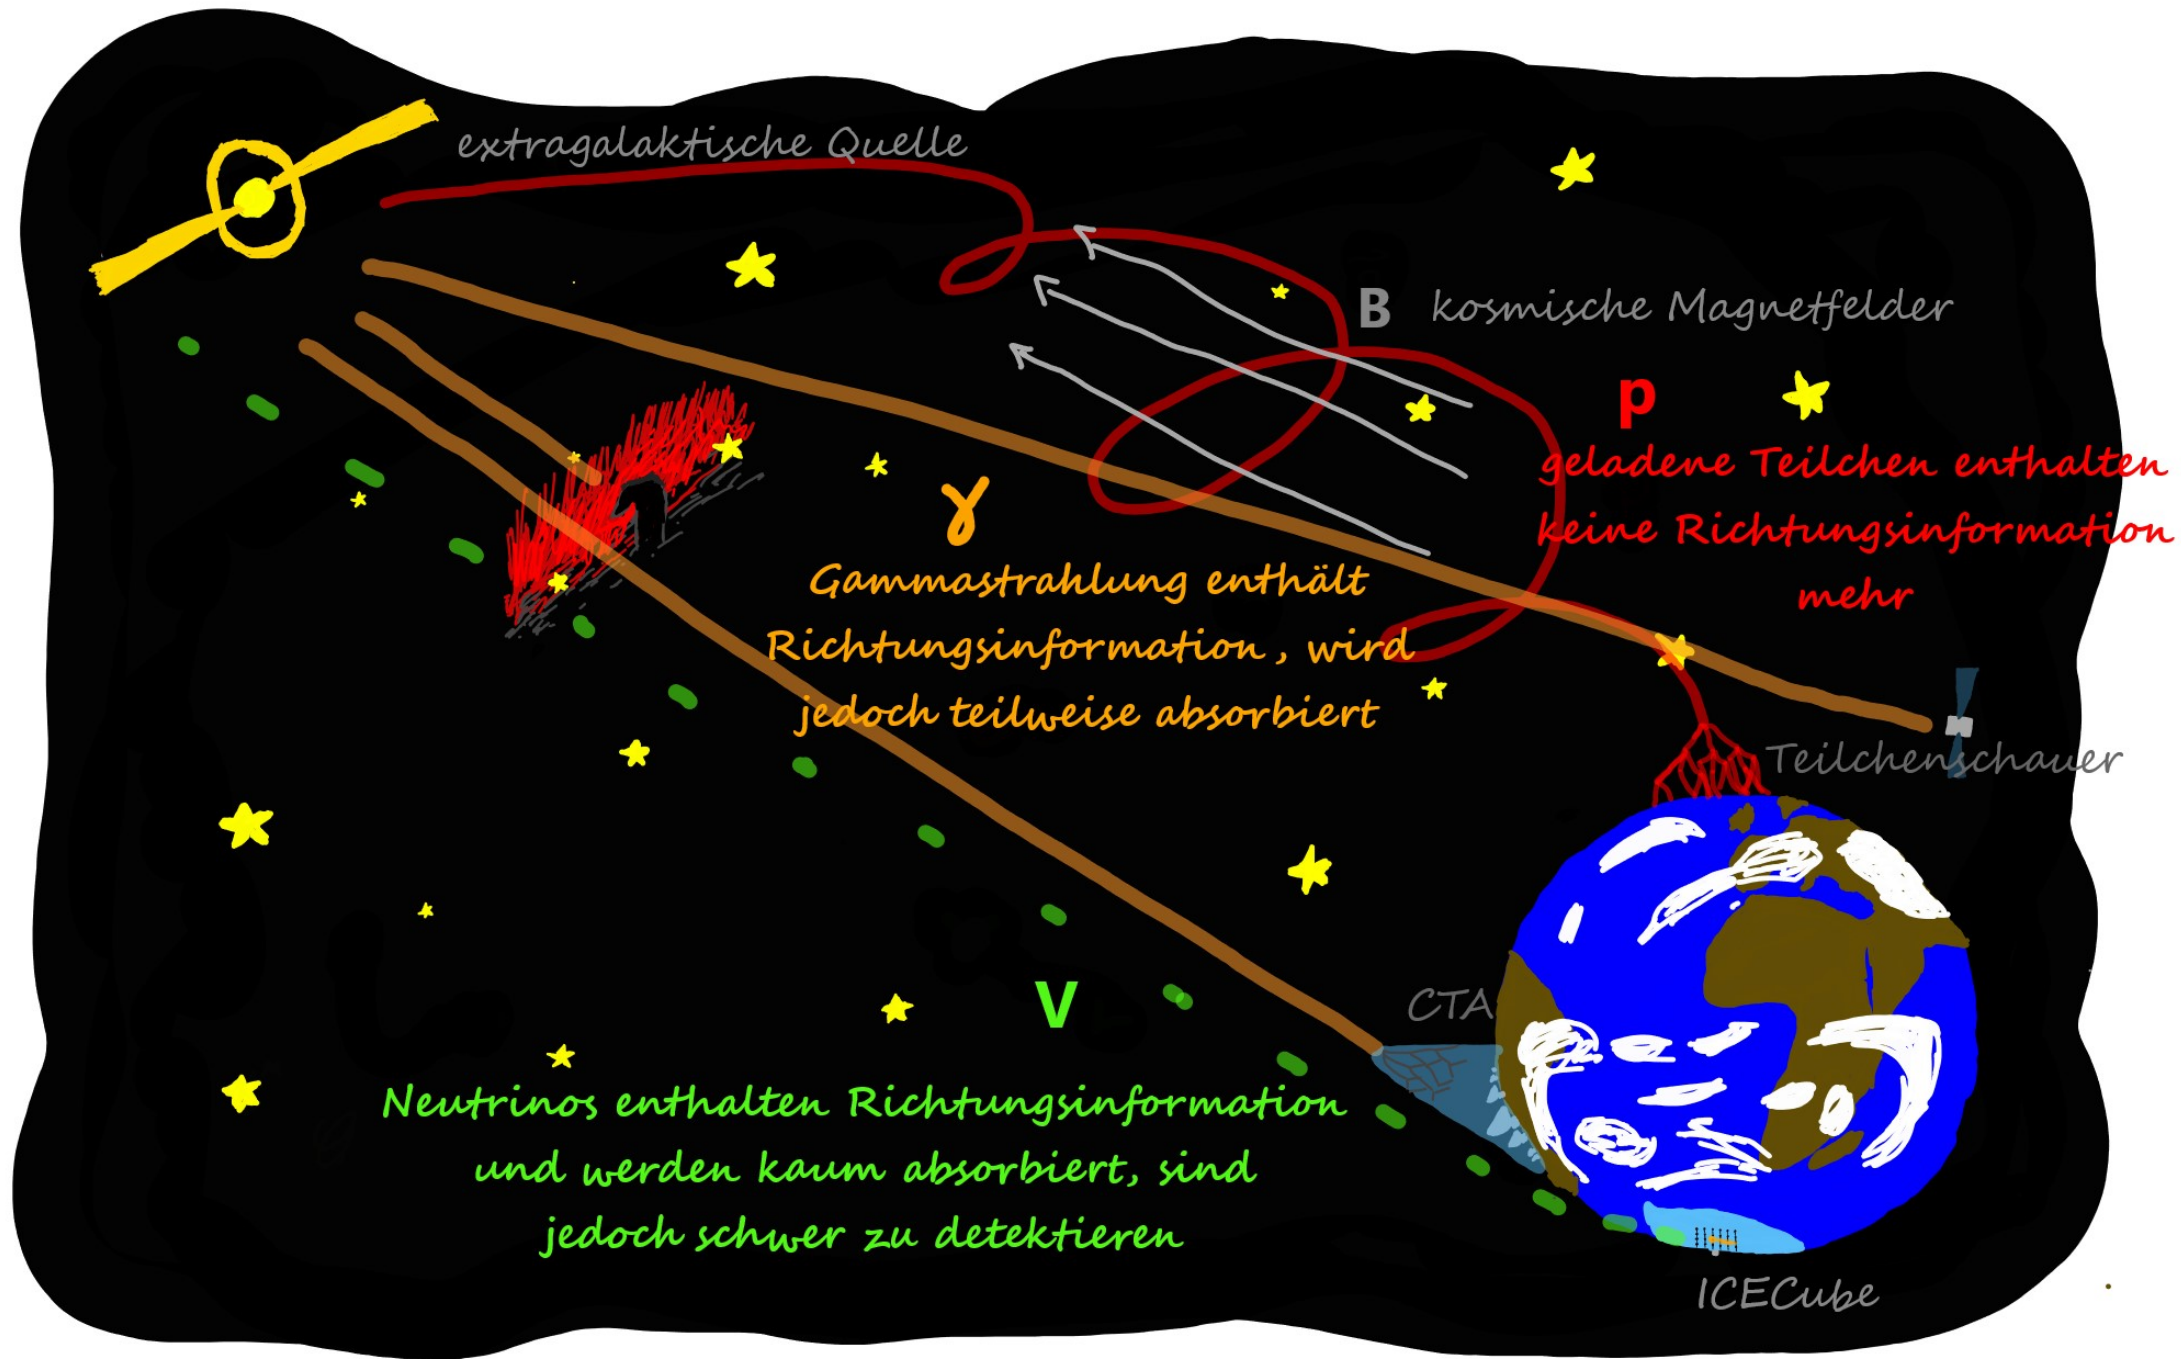 extragalaktische Quelle
B kosmische Magnetfelder
p
geladene Teilchen enthalten
keine Richtungsinformation
mehr
γ
Gammastrahlung enthält
Richtungsinformation, wird
jedoch teilweise absorbiert
Teilchenschauer
CTA
ν
Neutrinos enthalten Richtungsinformation
und werden kaum absorbiert, sind
jedoch schwer zu detektieren
ICECube